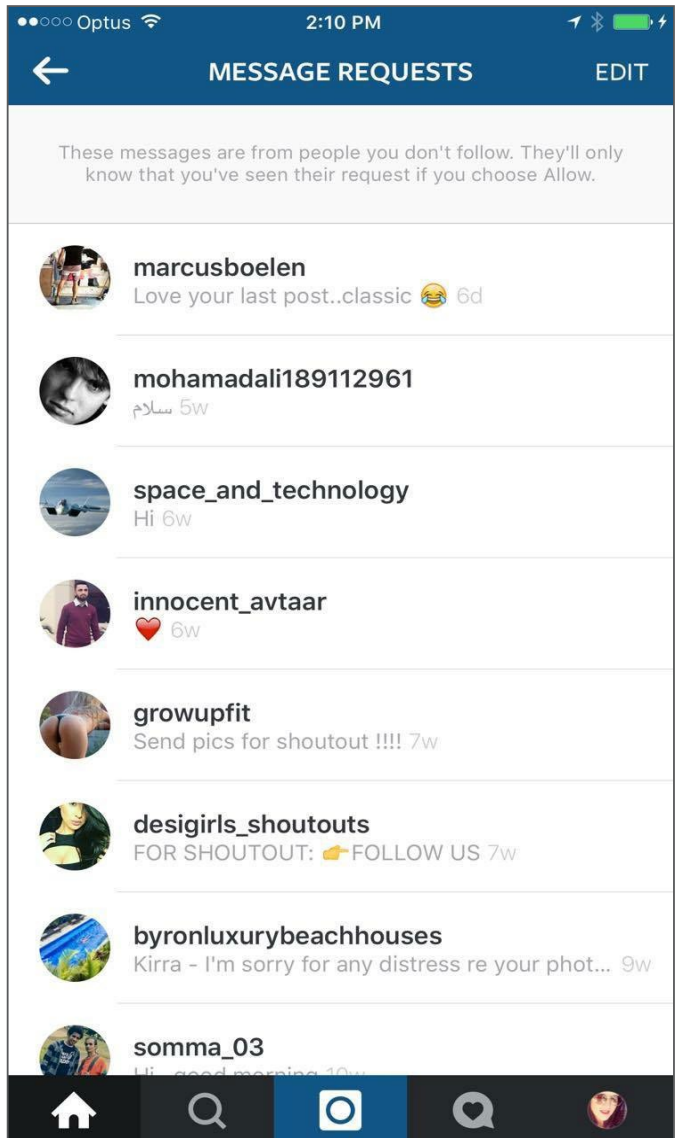 Optus 2:10 PM
MESSAGE REQUESTS EDIT
These messages are from people you don't follow. They'll only
know that you've seen their request if you choose Allow.
marcusboelen
Love your last post..classic 😂 6d
mohamadali189112961
سلام 5w
space_and_technology
Hi 6w
innocent_avtaar
❤️ 6w
growupfit
Send pics for shoutout !!!! 7w
desigirls_shoutouts
FOR SHOUTOUT: 👉FOLLOW US 7w
byronluxurybeachhouses
Kirra - I'm sorry for any distress re your phot... 9w
somma_03
good morning 10w